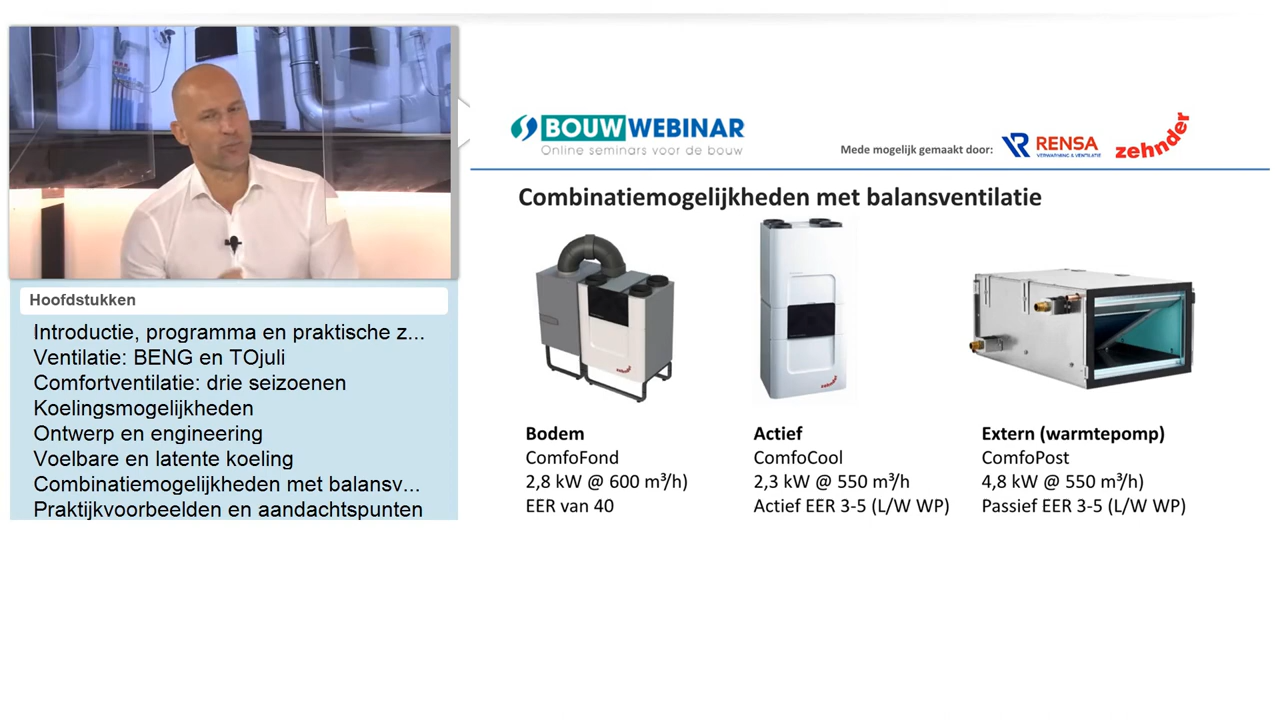 BOUWWEBINAR
Online seminars voor de bouw
Mede mogelijk gemaakt door:
RENSA
VERWARMING & VENTILATIE
zehnder
Combinatiemogelijkheden met balansventilatie
Bodem
ComfoFond
2,8 kW @ 600 m³/h)
EER van 40
Actief
ComfoCool
2,3 kW @ 550 m³/h
Actief EER 3-5 (L/W WP)
Extern (warmtepomp)
ComfoPost
4,8 kW @ 550 m³/h)
Passief EER 3-5 (L/W WP)
Hoofdstukken
Introductie, programma en praktische z...
Ventilatie: BENG en TOjuli
Comfortventilatie: drie seizoenen
Koelingsmogelijkheden
Ontwerp en engineering
Voelbare en latente koeling
Combinatiemogelijkheden met balansv...
Praktijkvoorbeelden en aandachtspunten